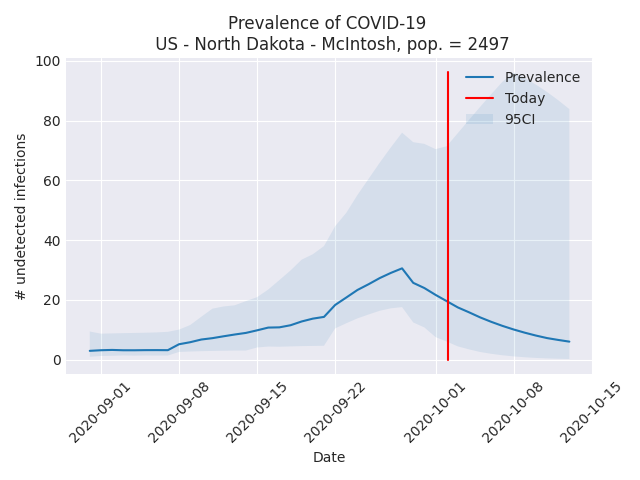 Prevalence of COVID-19
US - North Dakota - McIntosh, pop. = 2497
100
80
60
40
20
0
# undetected infections
Prevalence
Today
95CI
2020-09-01
2020-09-08
2020-09-15
2020-09-22
2020-10-01
2020-10-08
2020-10-15
Date